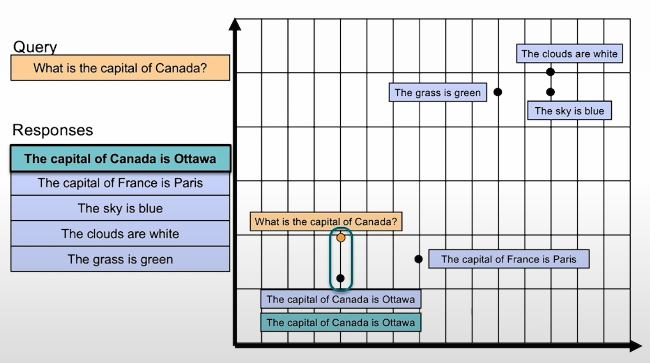 Query
What is the capital of Canada?
Responses
The capital of Canada is Ottawa
The capital of France is Paris
The sky is blue
The clouds are white
The grass is green
The clouds are white
The grass is green
The sky is blue
What is the capital of Canada?
The capital of France is Paris
The capital of Canada is Ottawa
The capital of Canada is Ottawa